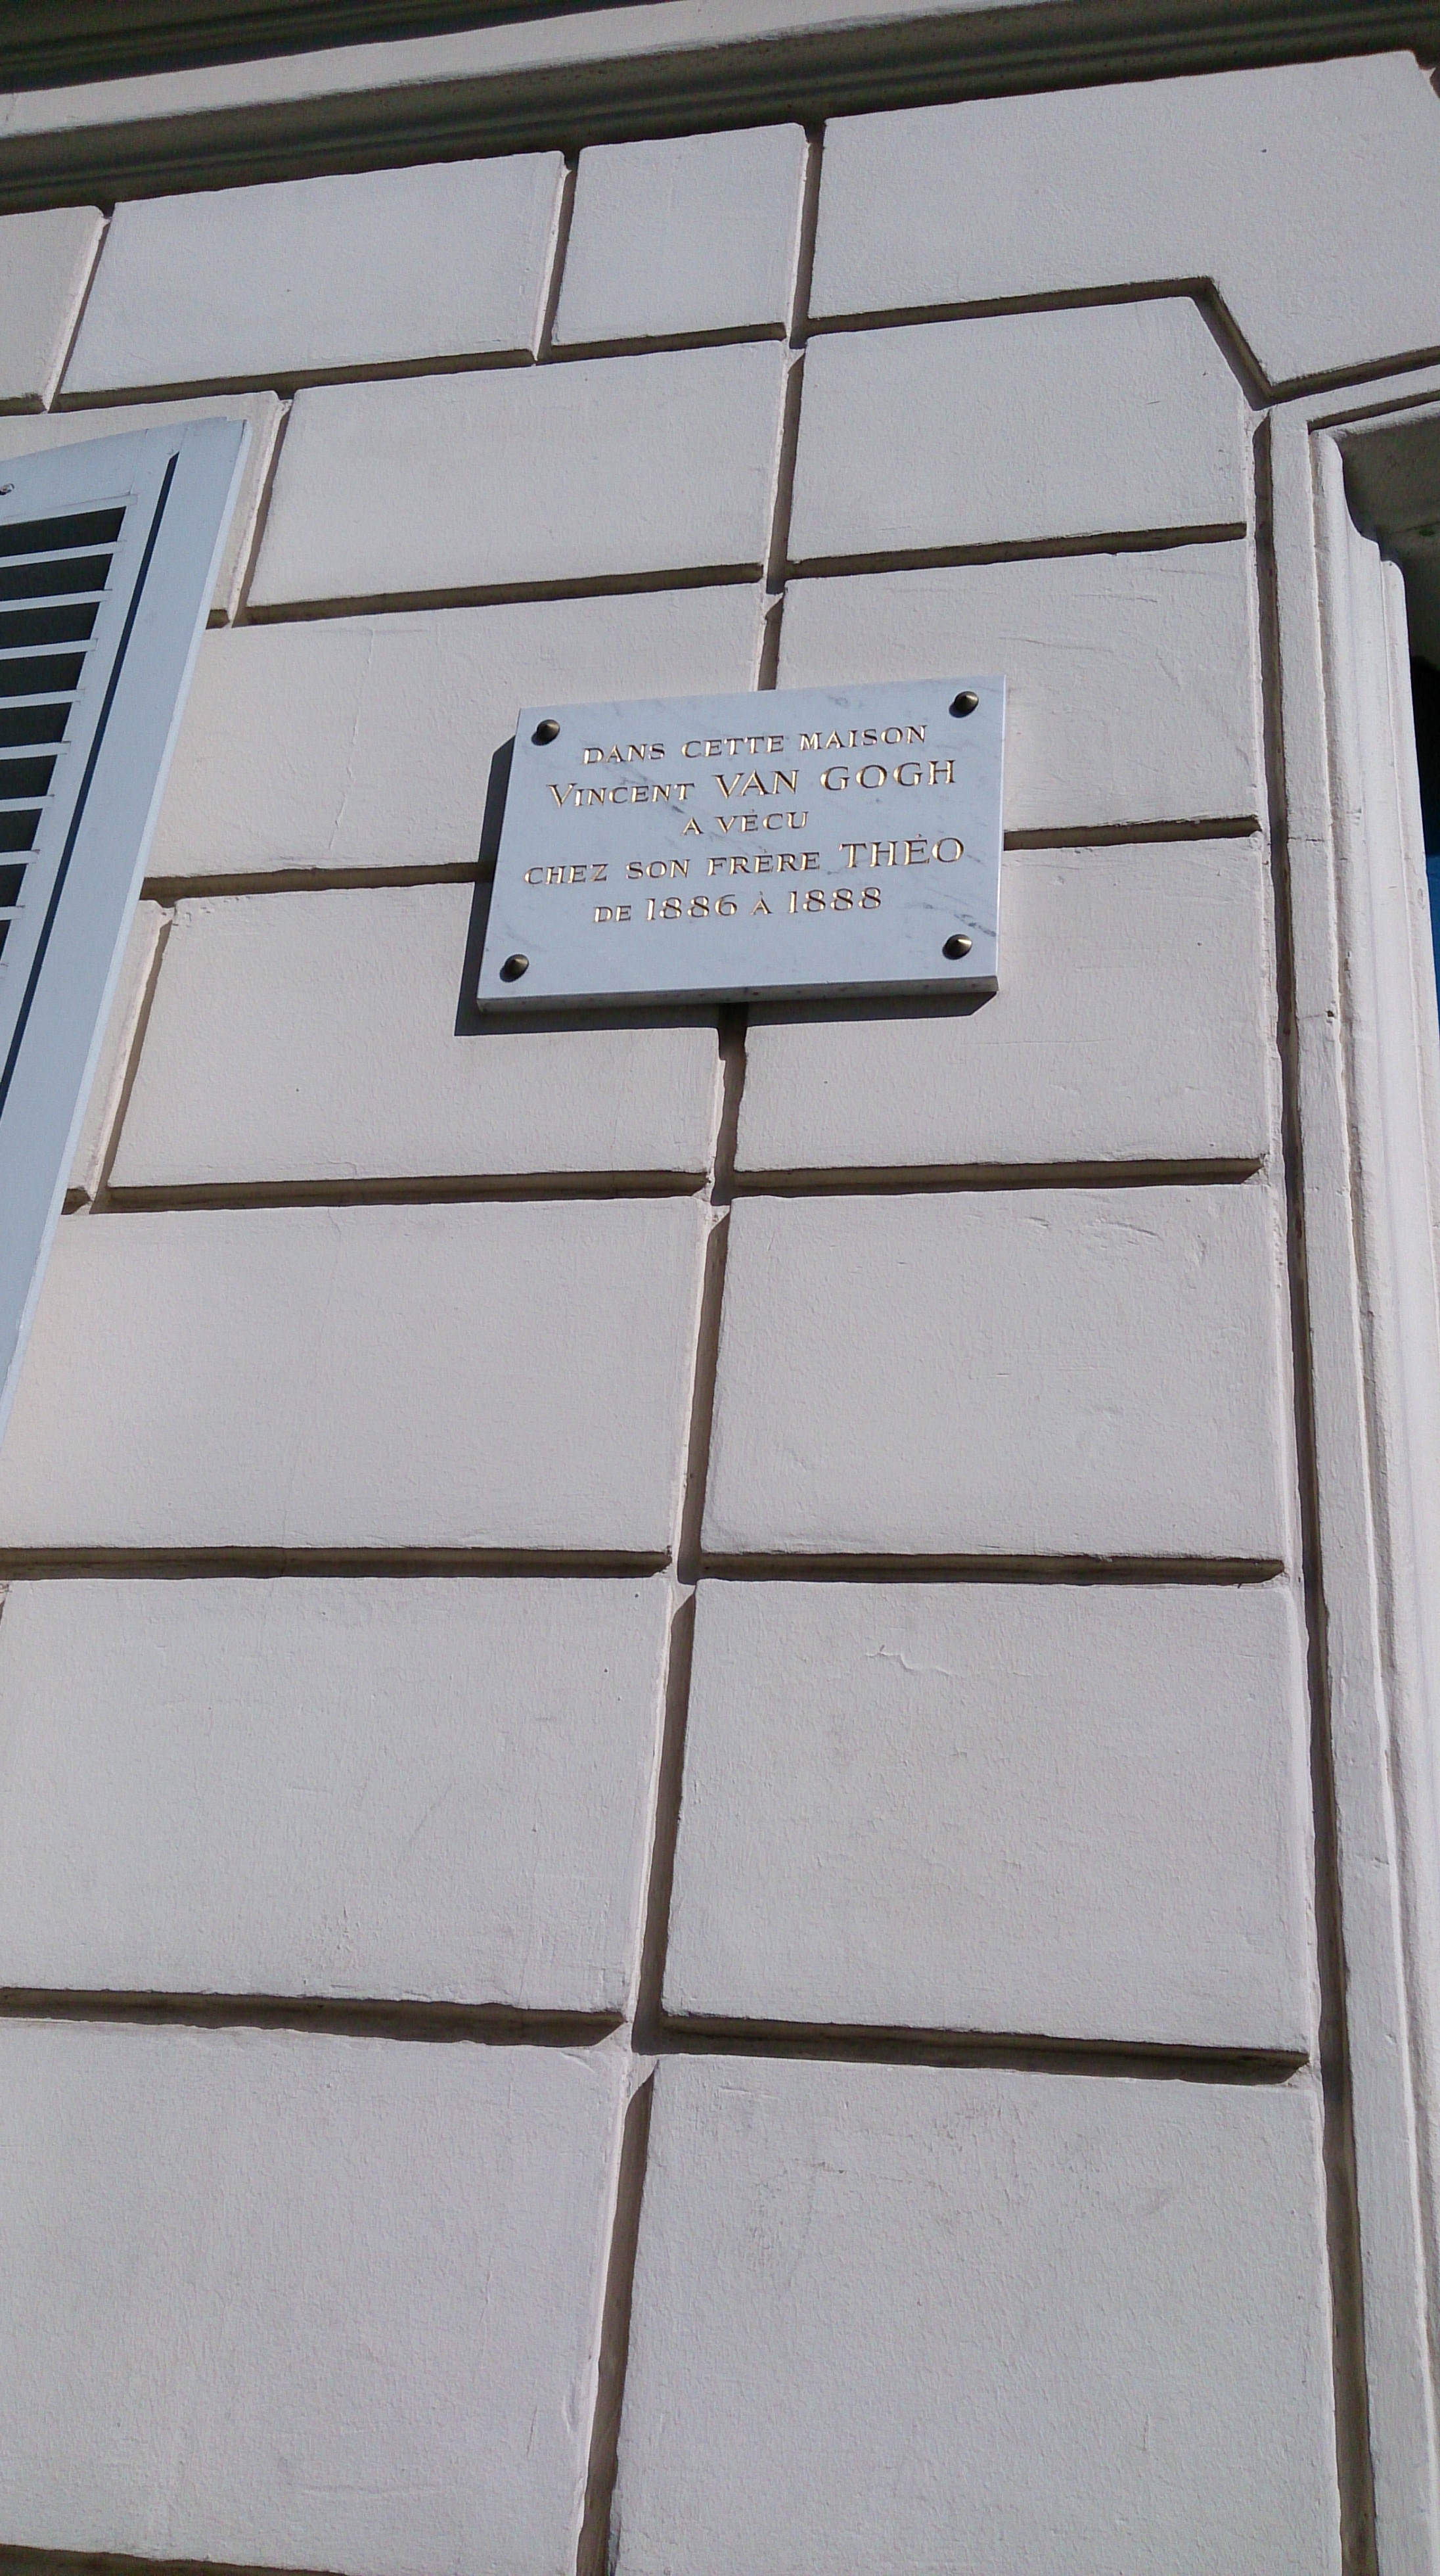 DANS CETTE MAISON
VINCENT VAN GOGH
A VÉCU
CHEZ SON FRÈRE THÉO
DE 1886 À 1888